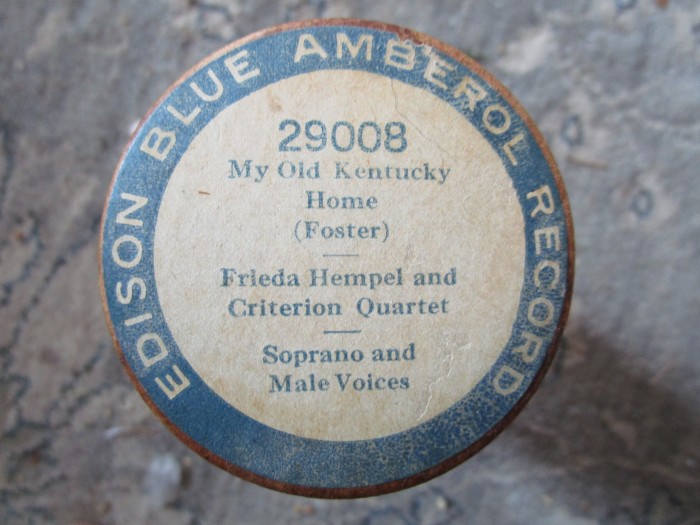 EDISON BLUE AMBEROL RECORD
29008
My Old Kentucky
Home
(Foster)
Frieda Hempel and
Criterion Quartet
Soprano and
Male Voices